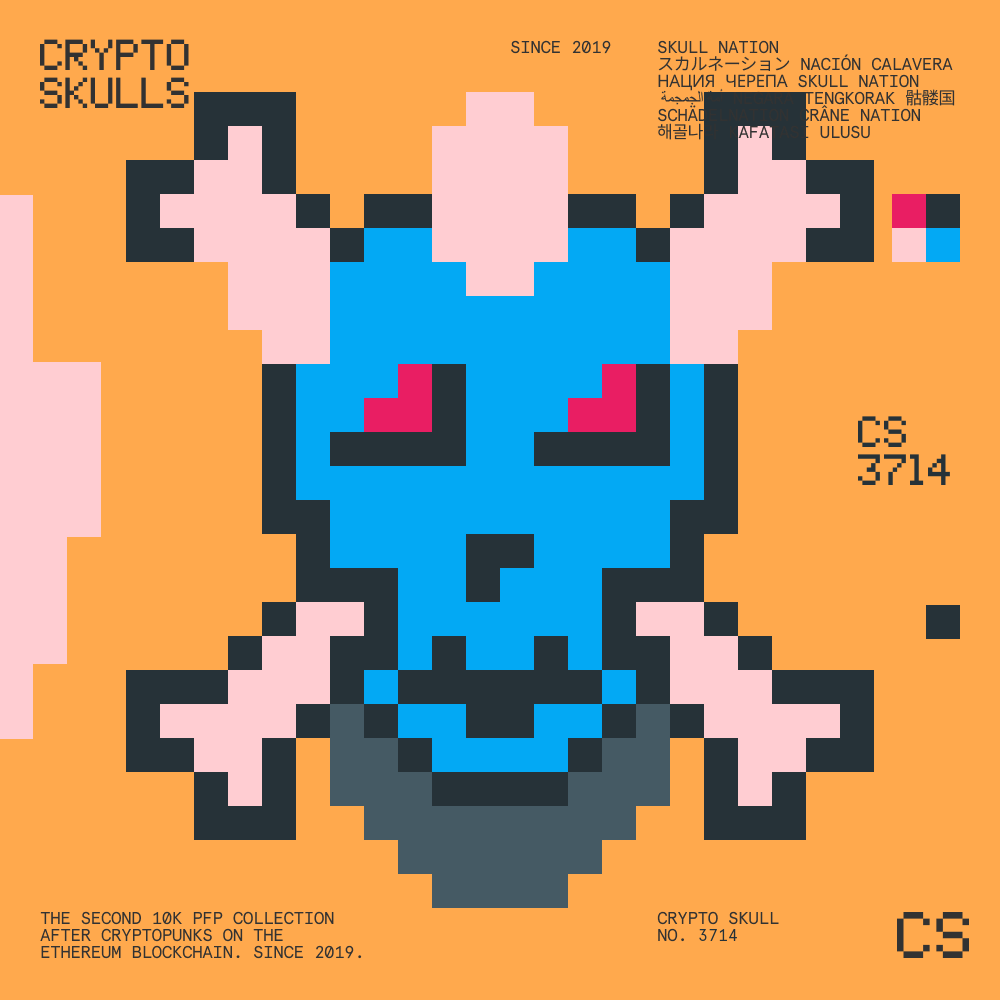 CRYPTO
SKULLS
SINCE 2019
SKULL NATION
スカルネーション NACIÓN CALAVERA
НАЦИЯ ЧЕРЕПА SKULL NATION
الجمجمة TENGKORAK 骷髅国
CRÂNE NATION
해골 ULUSU
CS
3714
THE SECOND 10K PFP COLLECTION
AFTER CRYPTOPUNKS ON THE
ETHEREUM BLOCKCHAIN. SINCE 2019.
CRYPTO SKULL
NO. 3714
CS